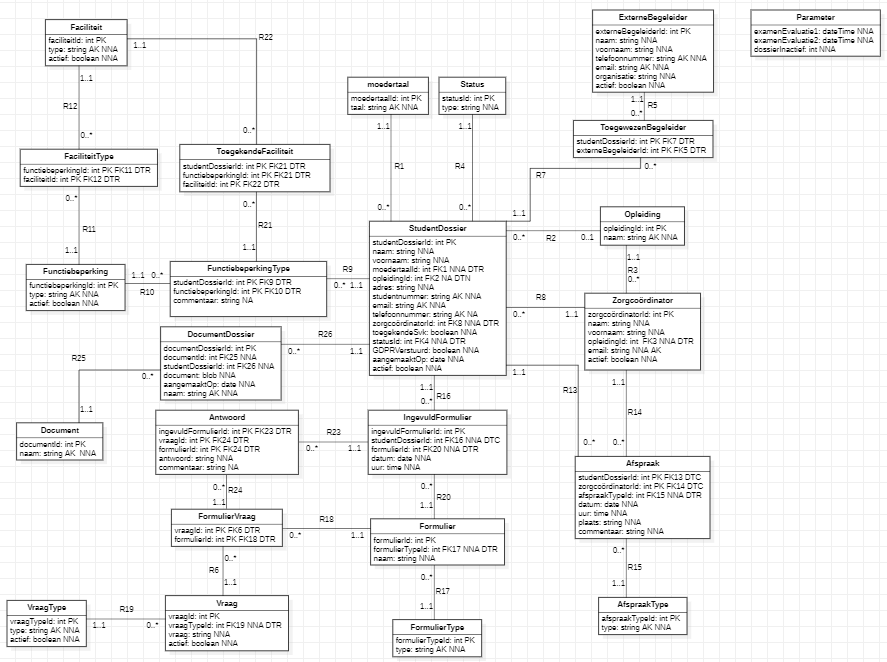 Faciliteit
faciliteitId: int PK
type: string AK NNA
actief: boolean NNA
1..1
R22
1..1
R12
0..*
0..*
FaciliteitType
functiebeperkingId: int PK FK11 DTR
faciliteitId: int PK FK12 DTR
0..*
R11
1..1
ToegekendeFaciliteit
studentDossierId: int PK FK21 DTR
functiebeperkingId: int PK FK21 DTR
faciliteitId: int PK FK22 DTR
0..*
R21
1..1
moedertaal
moedertaalId: int PK
taal: string AK NNA
1..1
R1
0..*
Status
statusId: int PK
type: string NNA
1..1
R4
0..*
ExterneBegeleider
externeBegeleiderId: int PK
naam: string NNA
voornaam: string NNA
telefoonnummer: string AK NNA
email: string AK NNA
organisatie: string NNA
actief: boolean NNA
1..1
R5
0..*
Parameter
examenEvaluatie1: dateTime NNA
examenEvaluatie2: dateTime NNA
dossierInactief: int NNA
ToegewezenBegeleider
studentDossierId: int PK FK7 DTR
externeBegeleiderId: int PK FK5 DTR
0..*
R7
1..1
Functiebeperking
functiebeperkingId: int PK
type: string AK NNA
actief: boolean NNA
1..1
0..*
R10
FunctiebeperkingType
studentDossierId: int PK FK9 DTR
functiebeperkingId: int PK FK10 DTR
commentaar: string NA
R9
0..*
1..1
StudentDossier
studentDossierId: int PK
naam: string NNA
voornaam: string NNA
moedertaalId: int FK1 NNA DTR
opleidingId: int FK2 NA DTN
adres: string NNA
studentnummer: string AK NNA
email: string AK NNA
telefoonnummer: string AK NA
zorgcoördinatorId: int FK8 NNA DTR
toegekendeSvk: boolean NNA
statusId: int FK4 NNA DTR
GDPRVerstuurd: boolean NNA
aangemaaktOp: date NNA
actief: boolean NNA
0..*
R2
0..1
Opleiding
opleidingId: int PK
naam: string AK NNA
1..1
R3
0..*
R8
0..*
1..1
Zorgcoördinator
zorgcoördinatorId: int PK
naam: string NNA
voornaam: string NNA
opleidingId: int  FK3 NNA DTR
email: string NNA AK
actief: boolean NNA
DocumentDossier
documentDossierId: int PK
documentId: int FK25 NNA
studentDossierId: int FK26 NNA
document: blob NNA
aangemaaktOp: date NNA
naam: string AK NNA
R26
0..*
1..1
R25
0..*
1..1
Document
documentId: int PK
naam: string AK  NNA
1..1
R13
0..*
1..1
R14
0..*
1..1
R16
0..*
Antwoord
ingevuldFormulierId: int PK FK23 DTR
vraagId: int PK FK24 DTR
formulierId: int PK FK24 DTR
antwoord: string NNA
commentaar: string NA
R23
0..*
1..1
IngevuldFormulier
ingevuldFormulierId: int PK
studentDossierId: int FK16 NNA DTC
formulierId: int FK20 NNA DTR
datum: date NNA
uur: time NNA
0..*
R24
1..1
0..*
R20
1..1
Afspraak
studentDossierId: int PK FK13 DTC
zorgcoördinatorId: int PK FK14 DTC
afspraakTypeId: int FK15 NNA DTR
datum: date NNA
uur: time NNA
plaats: string NNA
commentaar: string NNA
0..*
R15
1..1
FormulierVraag
vraagId: int PK FK6 DTR
formulierId: int PK FK18 DTR
R18
0..*
1..1
Formulier
formulierId: int PK
formulierTypeId: int FK17 NNA DTR
naam: string NNA
0..*
R6
1..1
0..*
R17
1..1
VraagType
vraagTypeId: int PK
type: string AK NNA
actief: boolean NNA
R19
1..1
0..*
Vraag
vraagId: int PK
vraagTypeId: int FK19 NNA DTR
vraag: string NNA
actief: boolean NNA
FormulierType
formulierTypeId: int PK
type: string AK NNA
AfspraakType
afspraakTypeId: int PK
type: string AK NNA